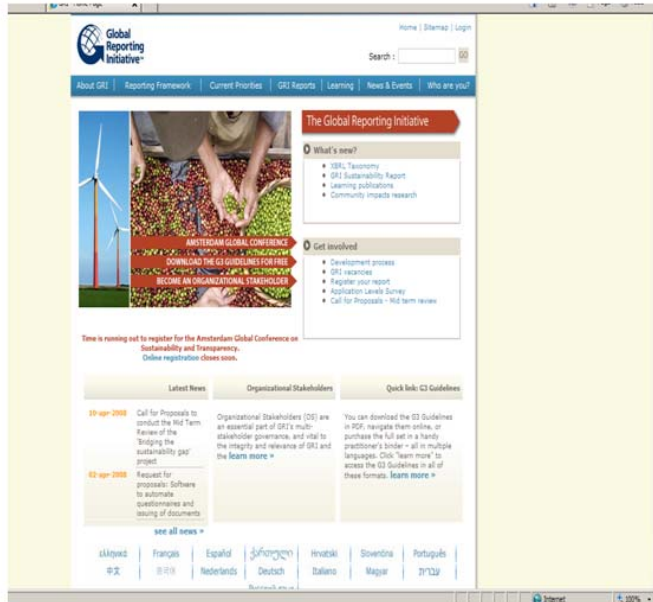 Global
Reporting
Initiative™
Home | Sitemap | Login
Search :
GO
About GRI | Reporting Framework | Current Priorities | GRI Reports | Learning | News & Events | Who are you?
The Global Reporting Initiative
What's new?
XBRL Taxonomy
GRI Sustainability Report
Learning publications
Community impacts research
AMSTERDAM GLOBAL CONFERENCE
DOWNLOAD THE G3 GUIDELINES FOR FREE
BECOME AN ORGANIZATIONAL STAKEHOLDER
Get involved
Development process
GRI vacancies
Register your report
Application Levels Survey
Call for Proposals - Mid term review
Time is running out to register for the Amsterdam Global Conference on
Sustainability and Transparency.
Online registration closes soon.
Latest News
10-apr-2008
Call for Proposals to
conduct the Mid Term
Review of the
'Bridging the
sustainability gap'
project
02-apr-2008
Request for
proposals: Software
to automate
questionnaires and
issuing of documents
see all news »
Organizational Stakeholders
Organizational Stakeholders (OS) are
an essential part of GRI's multi-
stakeholder governance, and vital to
the integrity and relevance of GRI and
the learn more »
Quick link: G3 Guidelines
You can download the G3 Guidelines
in PDF, navigate them online, or
purchase the full set in a handy
practitioner's binder – all in multiple
languages. Click "learn more" to
access the G3 Guidelines in all of
these formats. learn more »
ελληνικά | Français | Español | ქართული | Hrvatski | Slovenčina | Português
中文 | 한국어 | Nederlands | Deutsch | Italiano | Magyar | עברית
Internet
100%